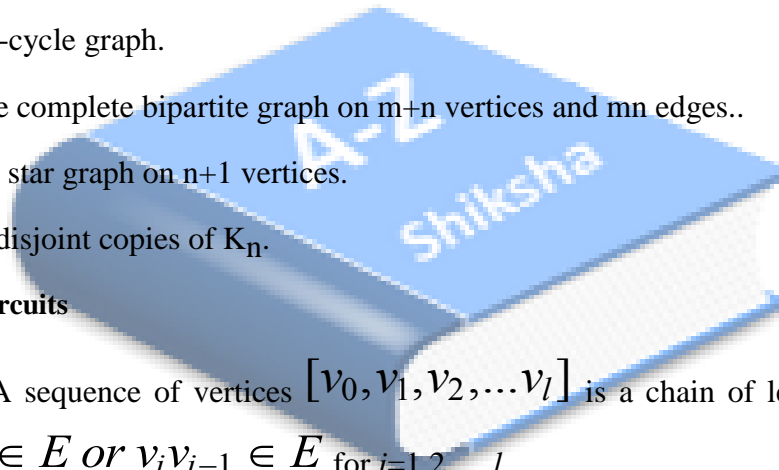 -cycle graph.
e complete bipartite graph on m+n vertices and mn edges..
star graph on n+1 vertices.
disjoint copies of Kn.
rcuits
A sequence of vertices [v0,v1,v2,...vl] is a chain of le
∈ E or vivi−1 ∈ E for i=1,2 l
A-Z
Shiksha